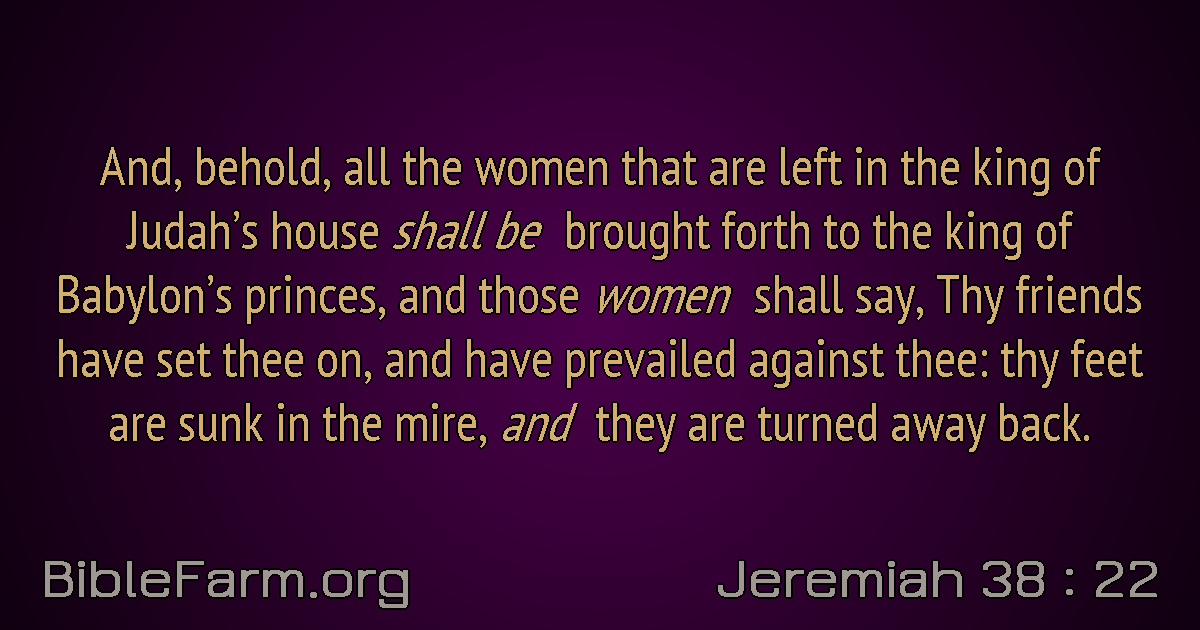 And, behold, all the women that are left in the king of
Judah’s house shall be brought forth to the king of
Babylon’s princes, and those women shall say, Thy friends
have set thee on, and have prevailed against thee: thy feet
are sunk in the mire, and they are turned away back.
BibleFarm.org
Jeremiah 38 : 22